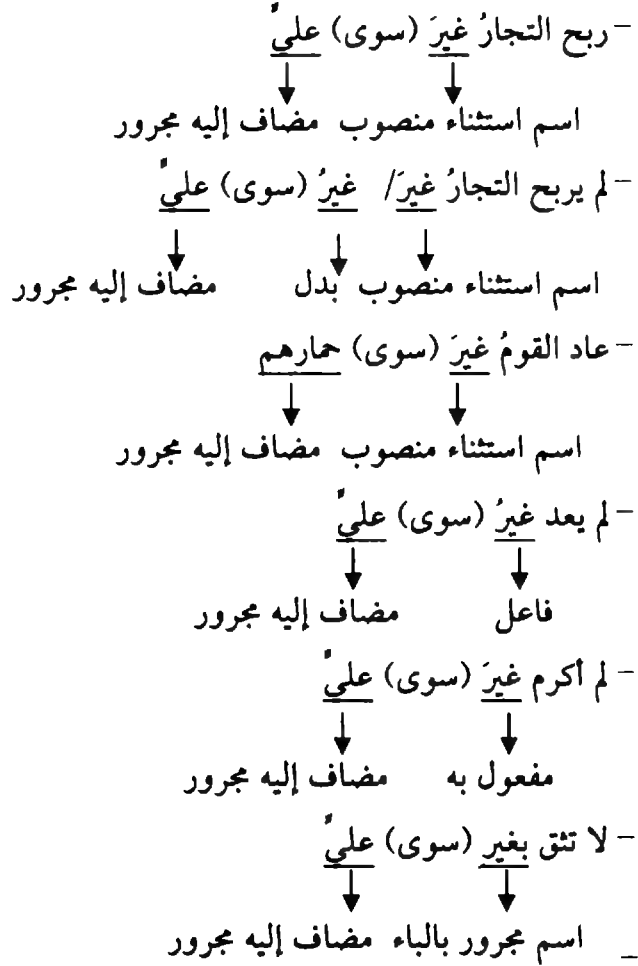 – ربح التجارُ غيرَ (سوى) عليٌّ
اسم استثناء منصوب مضاف إليه مجرور
– لم يربح التجارُ غيرَ/ غيرُ (سوى) عليٌّ
اسم استثناء منصوب بدل مضاف إليه مجرور
– عاد القومُ غيرَ (سوى) حمارهم
اسم استثناء منصوب مضاف إليه مجرور
– لم يعد غيرُ (سوى) عليٌّ
فاعل مضاف إليه مجرور
– لم أكرم غيرَ (سوى) عليٌّ
مفعول به مضاف إليه مجرور
– لا تثق بغير (سوى) عليٌّ
اسم مجرور بالباء مضاف إليه مجرور